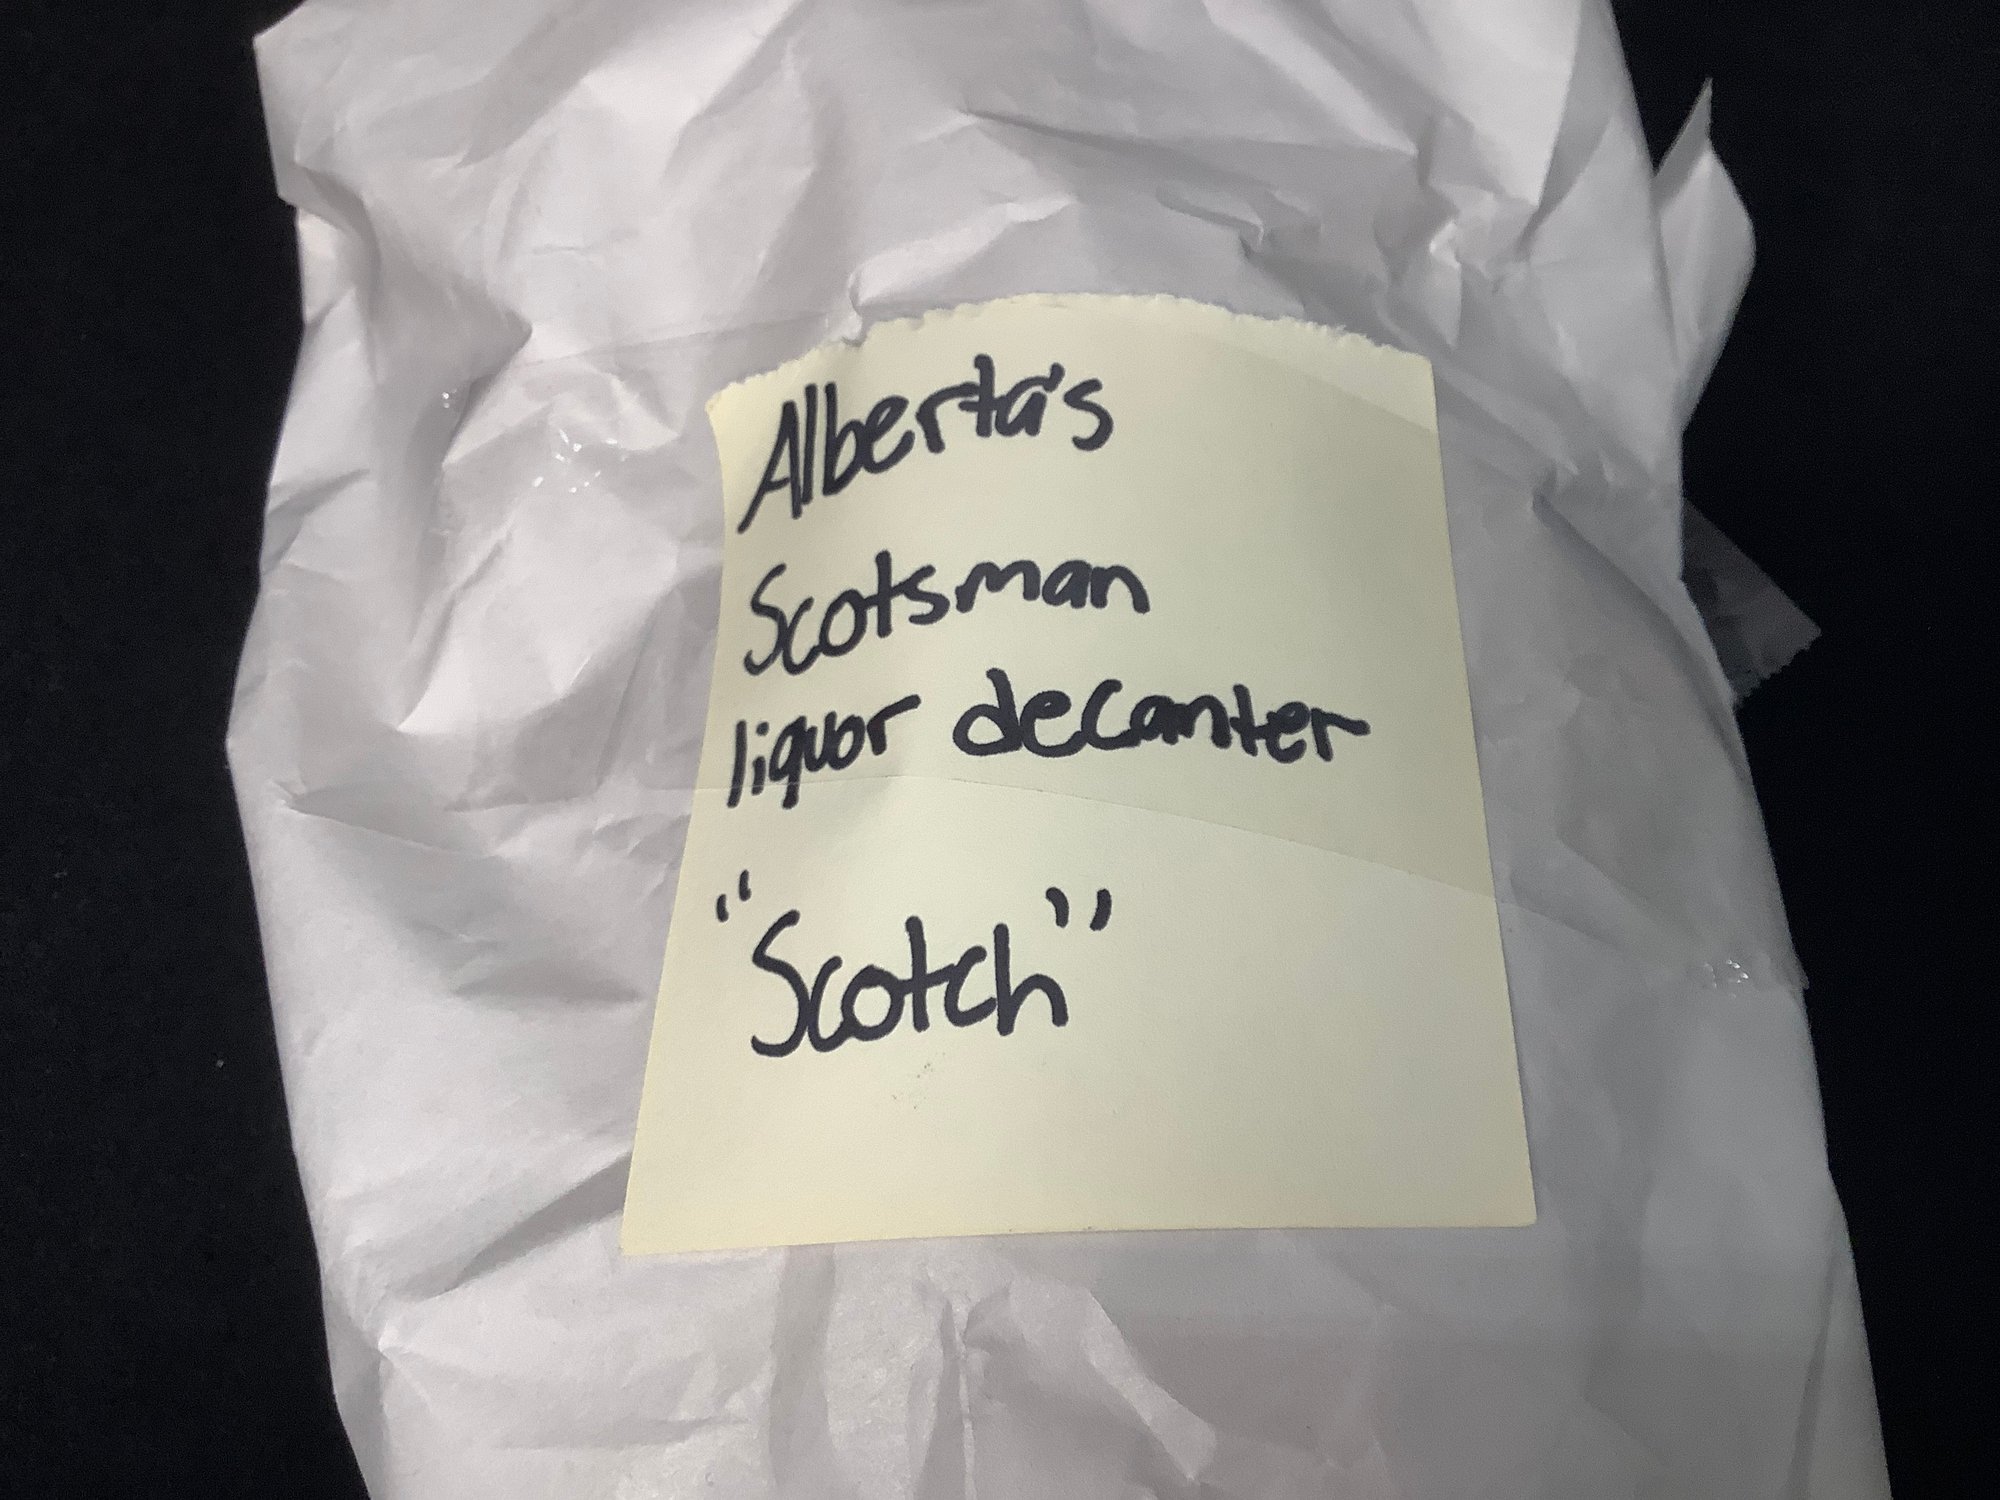 Alberta's
Scotsman
liquor decanter
"Scotch"